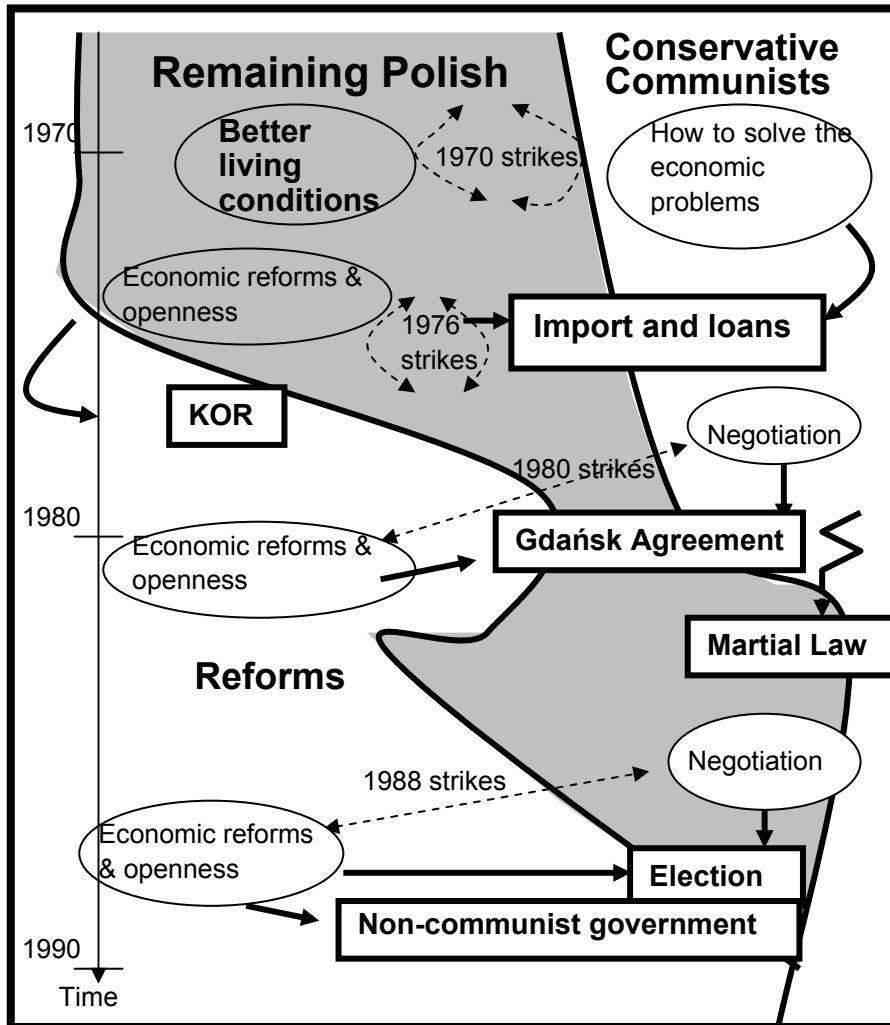 Remaining Polish
Conservative
Communists
1970
Better
living
conditions
1970 strikes
How to solve the
economic
problems
Economic reforms &
openness
1976
strikes
Import and loans
KOR
Negotiation
1980 strikes
1980
Economic reforms &
openness
Gdańsk Agreement
Martial Law
Reforms
Negotiation
1988 strikes
Economic reforms
& openness
Election
Non-communist government
1990
Time